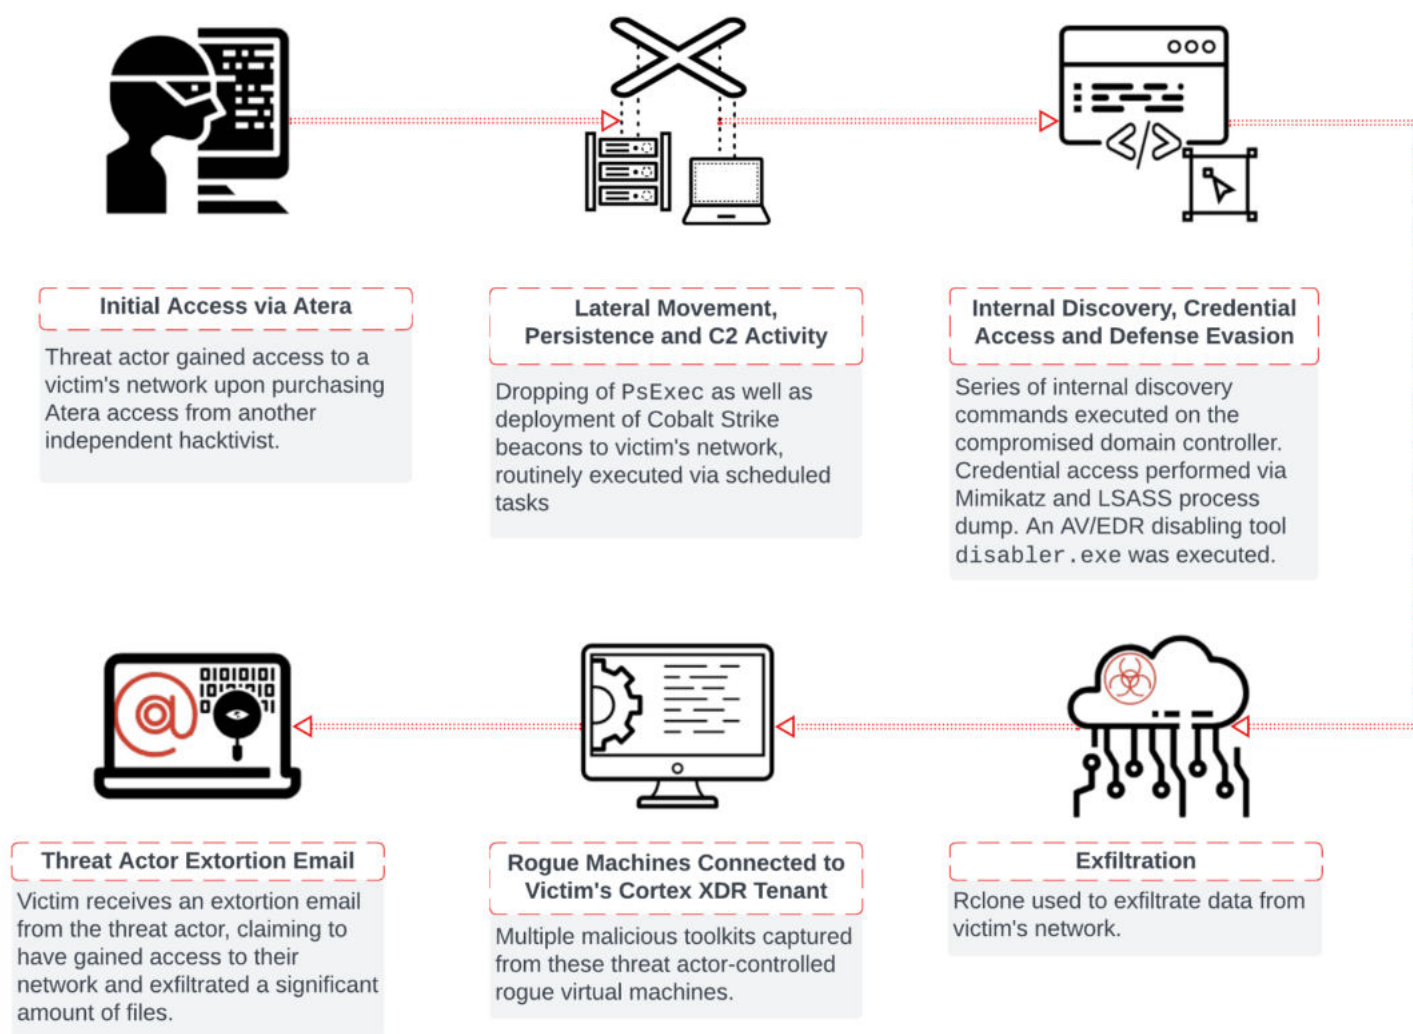 Initial Access via Atera
Threat actor gained access to a
victim's network upon purchasing
Atera access from another
independent hacktivist.
Lateral Movement,
Persistence and C2 Activity
Dropping of PsExec as well as
deployment of Cobalt Strike
beacons to victim's network,
routinely executed via scheduled
tasks
Internal Discovery, Credential
Access and Defense Evasion
Series of internal discovery
commands executed on the
compromised domain controller.
Credential access performed via
Mimikatz and LSASS process
dump. An AV/EDR disabling tool
disabler.exe was executed.
Exfiltration
Rclone used to exfiltrate data from
victim's network.
Rogue Machines Connected to
Victim's Cortex XDR Tenant
Multiple malicious toolkits captured
from these threat actor-controlled
rogue virtual machines.
Threat Actor Extortion Email
Victim receives an extortion email
from the threat actor, claiming to
have gained access to their
network and exfiltrated a significant
amount of files.